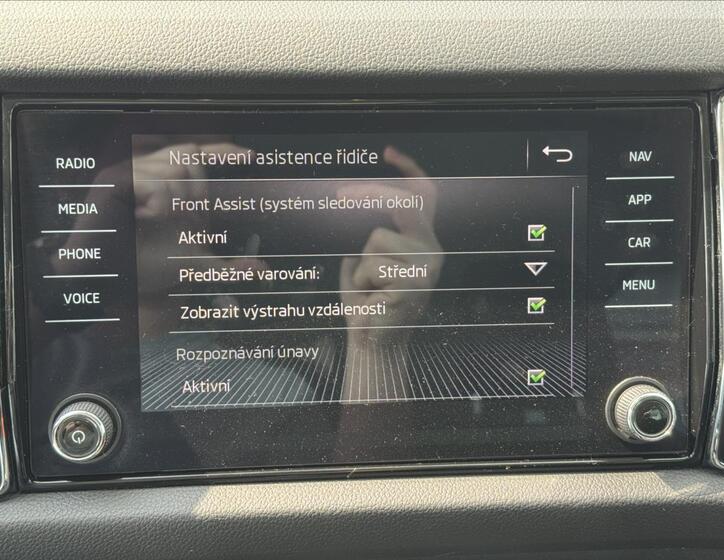 RADIO
MEDIA
PHONE
VOICE
Nastavení asistence řidiče
Front Assist (systém sledování okolí)
Aktivní
Předběžné varování: Střední
Zobrazit výstrahu vzdálenosti
Rozpoznávání únavy
Aktivní
NAV
APP
CAR
MENU